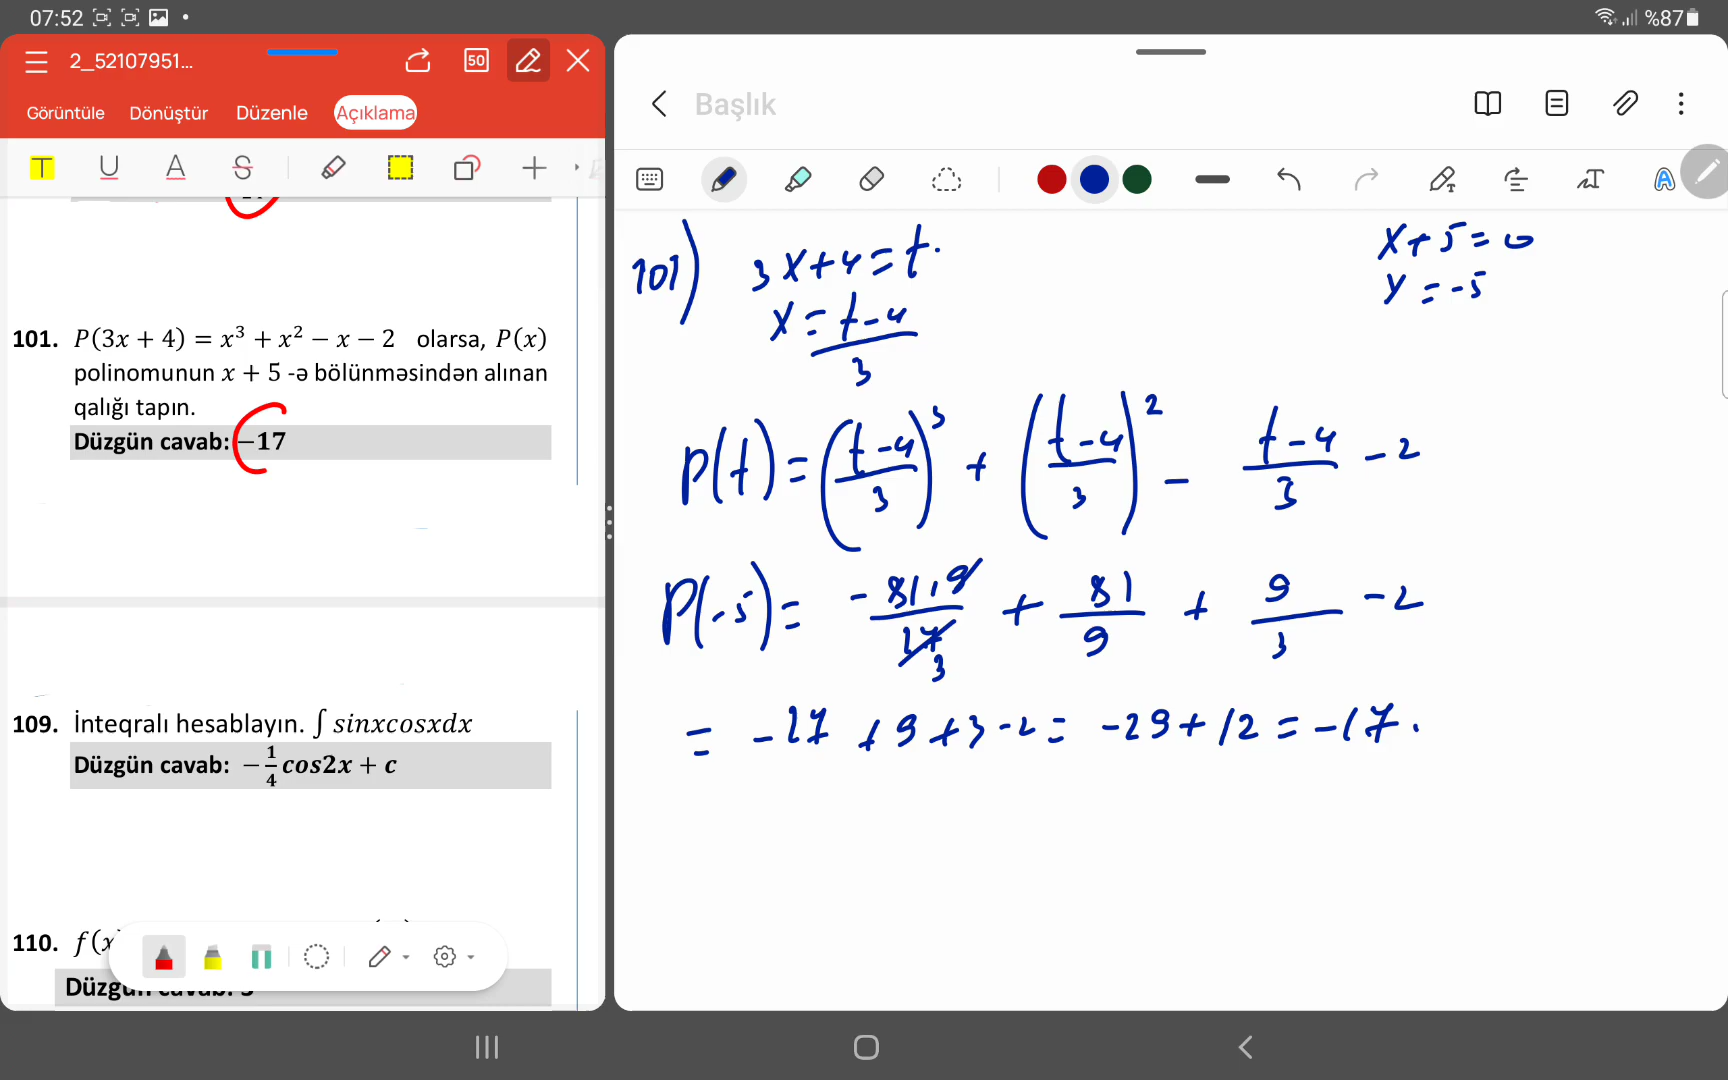 07:52
%87
2_52107951...
50
Görüntüle Dönüştür Düzenle Açıklama
T U A S
101. P(3x + 4) = x³ + x² − x − 2 olarsa, P(x)
polinomunun x + 5 -ə bölünməsindən alınan
qalığı tapın.
Düzgün cavab: −17
109. İnteqralı hesablayın. ∫ sinxcosxdx
Düzgün cavab: −1/4 cos2x + c
110. f(x
Başlık
101) 3x+4=t.
x=(t-4)/3
x+5=0
y=-5
P(t)=((t-4)/3)³ + ((t-4)/3)² - (t-4)/3 -2
P(-5)= -81.9/27 3 + 81/9 + 9/3 -2
= -27 +9+3-2= -29+12=-17.